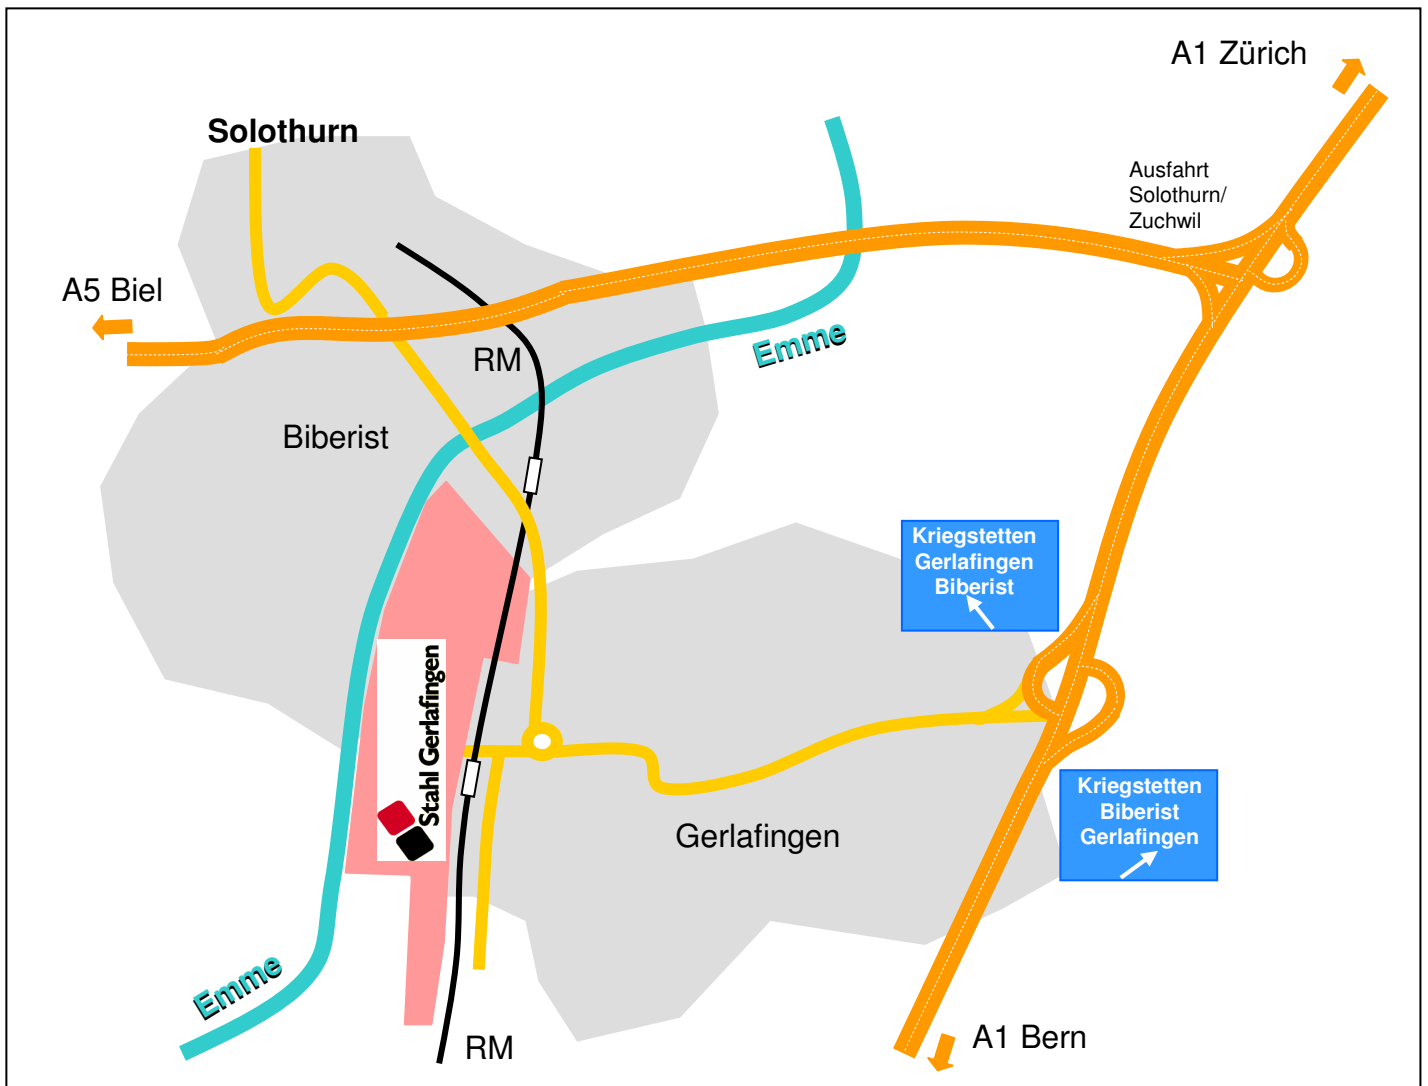 A1 Zürich
Solothurn
Ausfahrt
Solothurn/
Zuchwil
A5 Biel
Emme
RM
Biberist
Kriegstetten
Gerlafingen
Biberist
Stahl Gerlafingen
Kriegstetten
Biberist
Gerlafingen
Gerlafingen
Emme
RM
A1 Bern